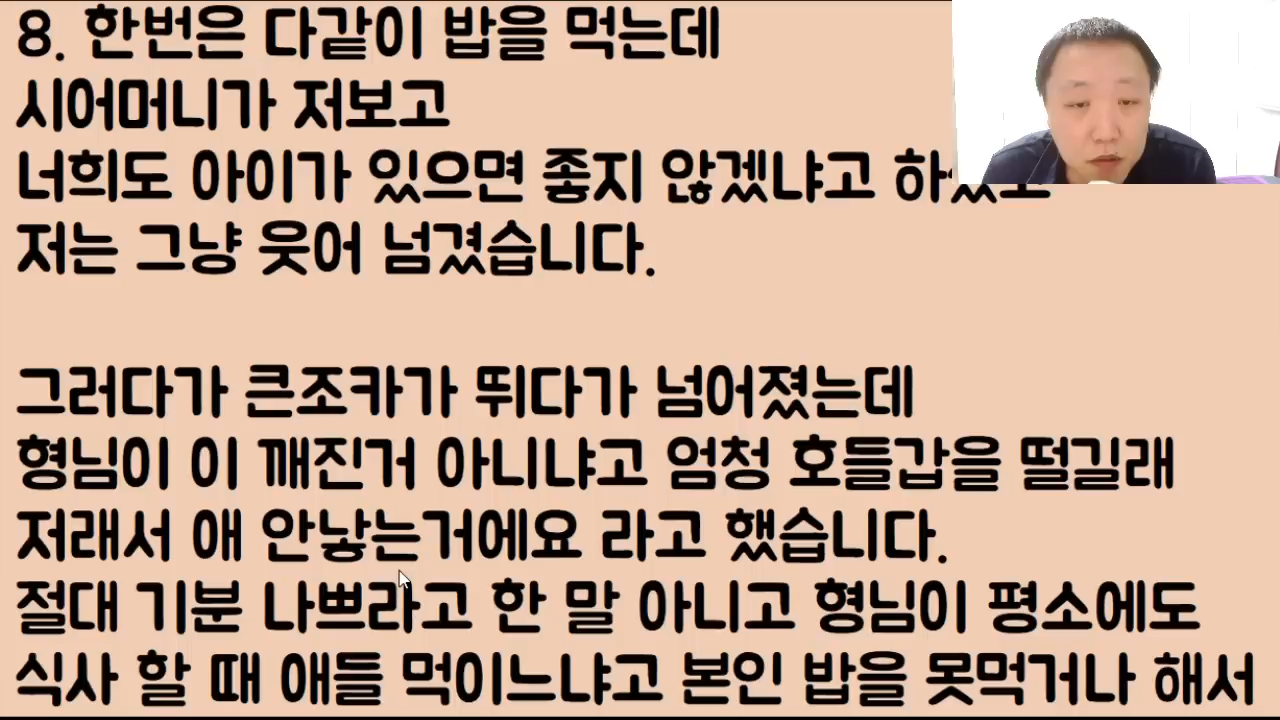 8. 한번은 다같이 밥을 먹는데
시어머니가 저보고
너희도 아이가 있으면 좋지 않겠냐고
저는 그냥 웃어 넘겼습니다.
그러다가 큰조카가 뛰다가 넘어졌는데
형님이 이 깨진거 아니냐고 엄청 호들갑을 떨길래
저래서 애 안낳는거에요 라고 했습니다.
절대 기분 나쁘라고 한 말 아니고 형님이 평소에도
식사 할 때 애들 먹이느냐고 본인 밥을 못먹거나 해서